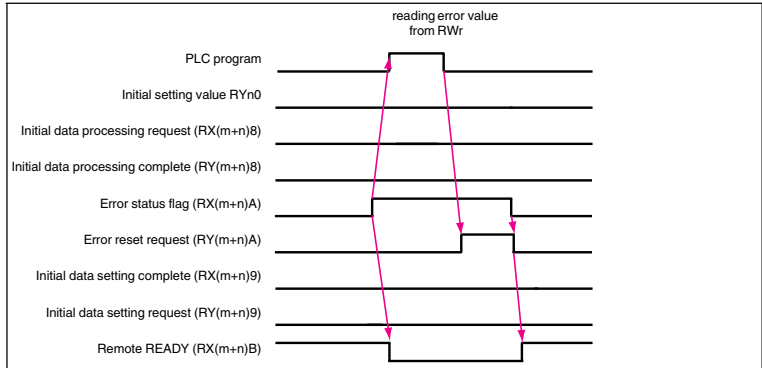 reading error value
from RWr
PLC program
Initial setting value RYn0
Initial data processing request (RX(m+n)8)
Initial data processing complete (RY(m+n)8)
Error status flag (RX(m+n)A)
Error reset request (RY(m+n)A)
Initial data setting complete (RX(m+n)9)
Initial data setting request (RY(m+n)9)
Remote READY (RX(m+n)B)